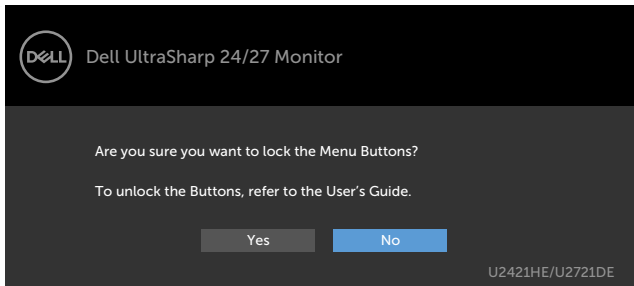 DELL
Dell UltraSharp 24/27 Monitor
Are you sure you want to lock the Menu Buttons?
To unlock the Buttons, refer to the User’s Guide.
Yes No
U2421HE/U2721DE